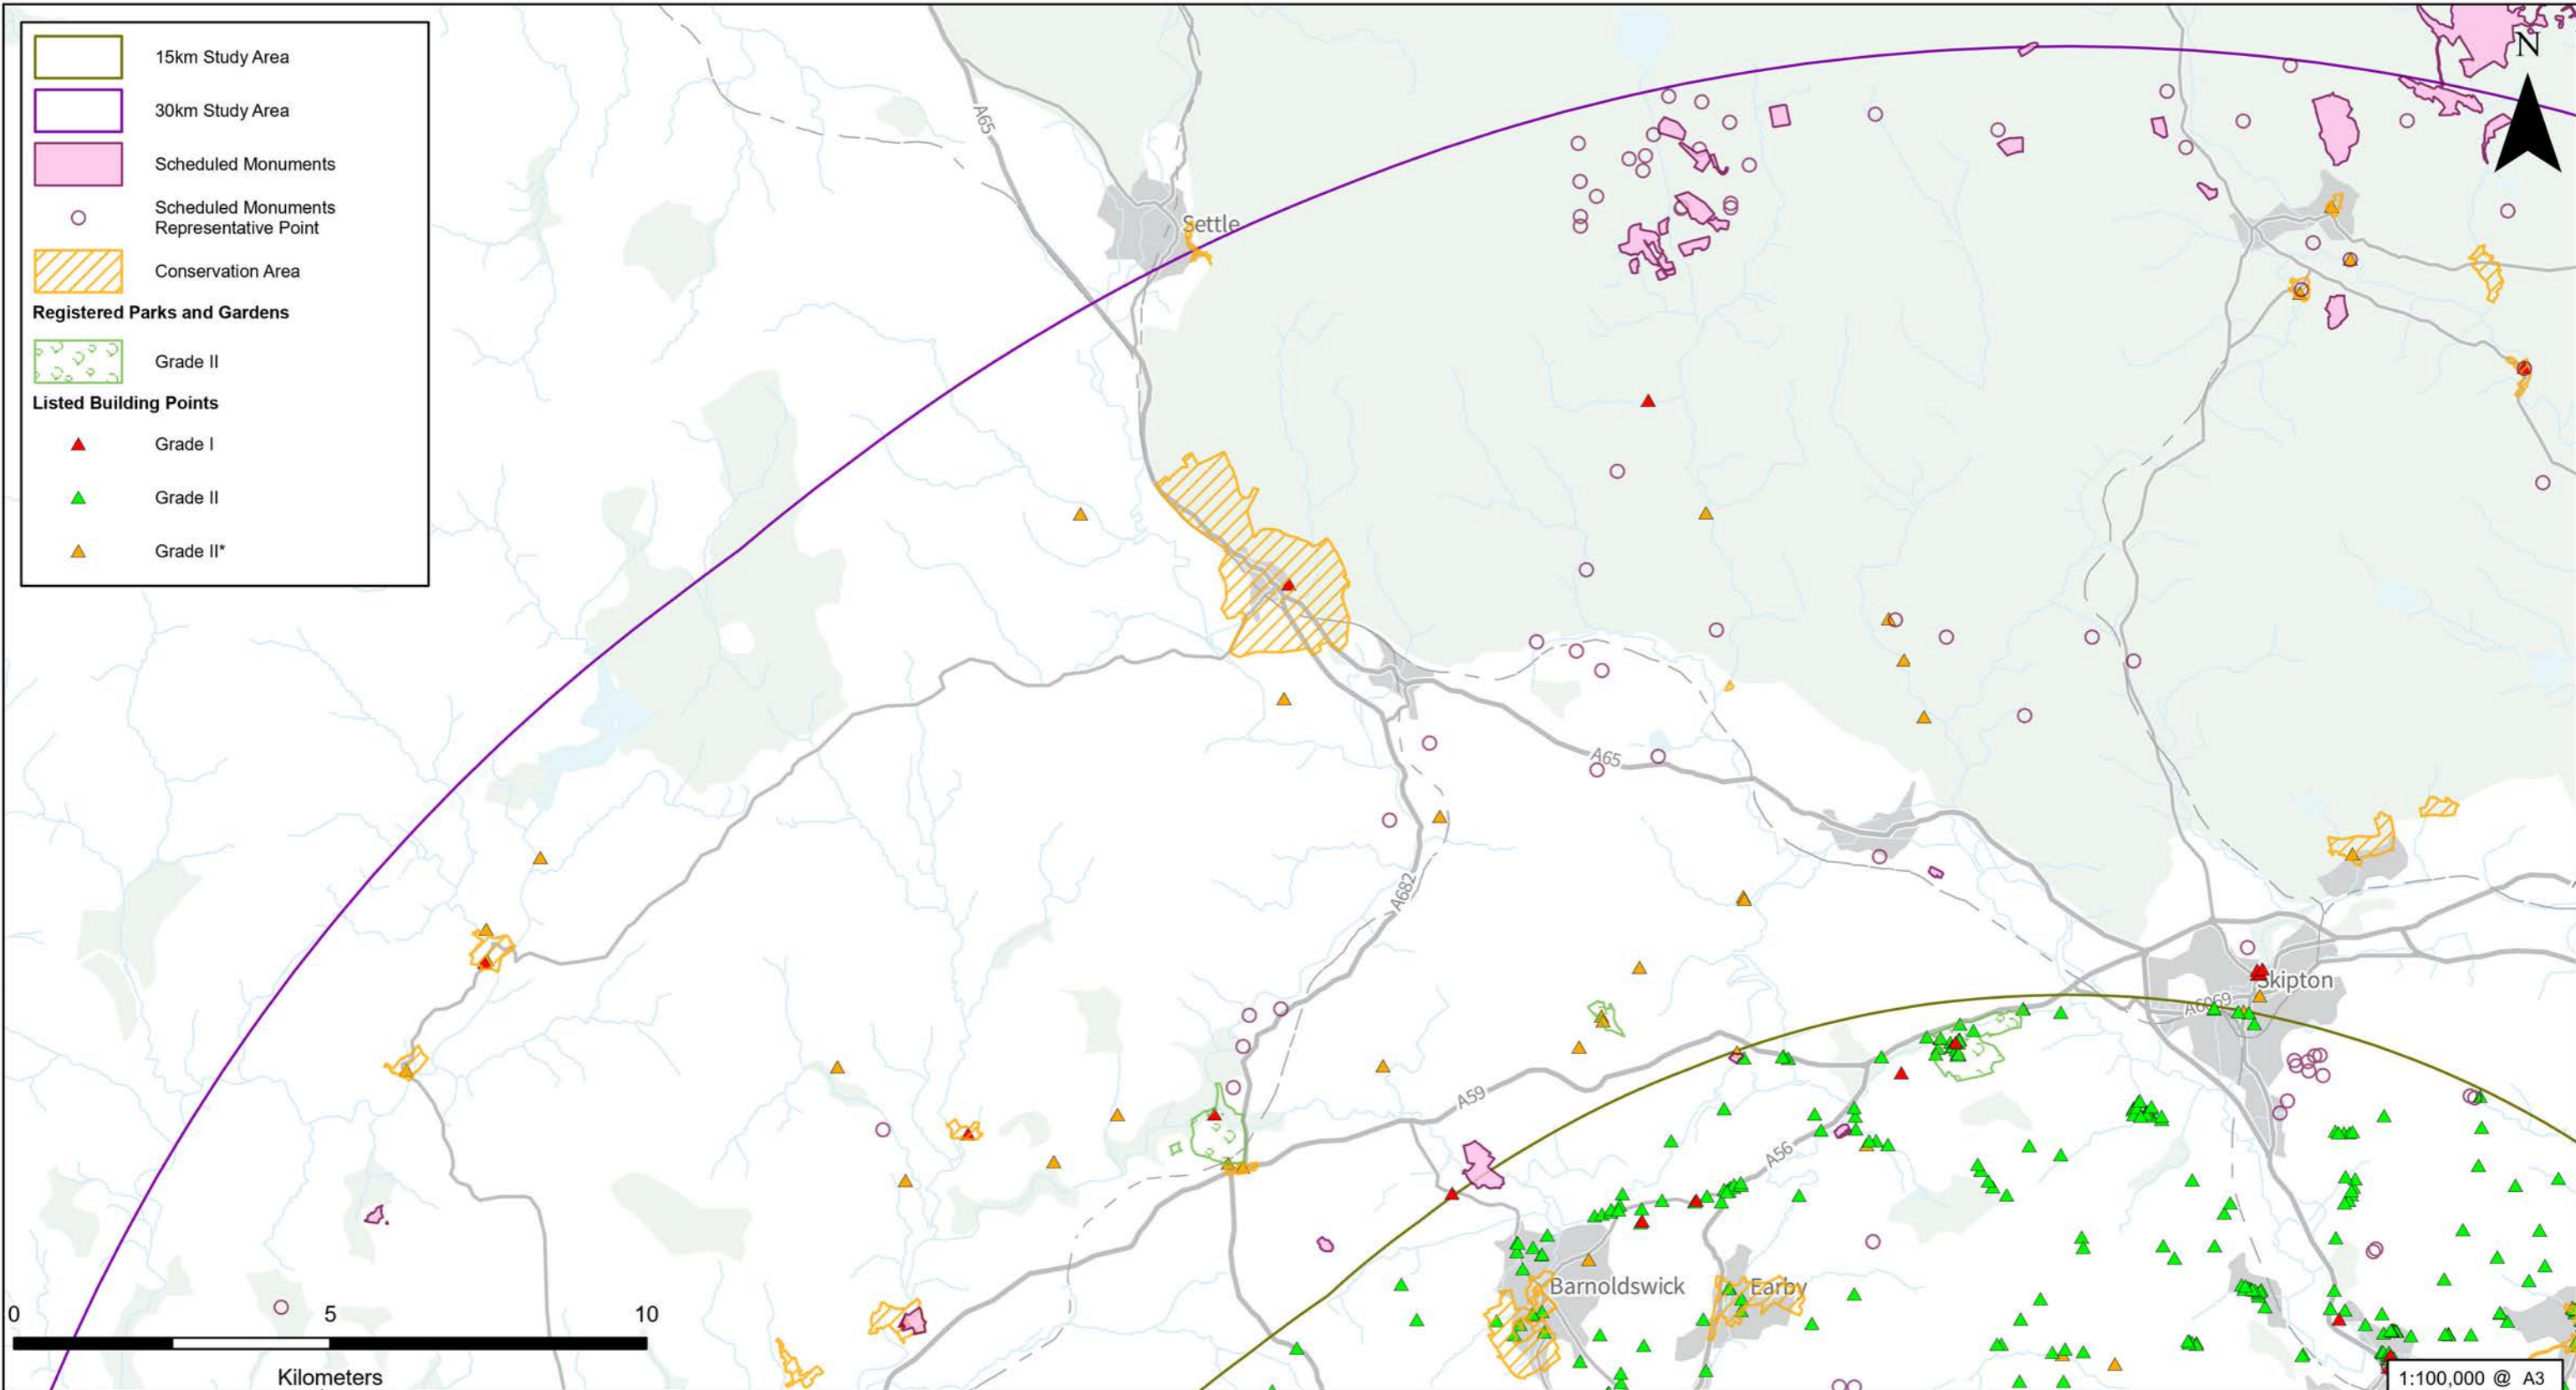 15km Study Area
30km Study Area
Scheduled Monuments
Scheduled Monuments
Representative Point
Conservation Area
Registered Parks and Gardens
Grade II
Listed Building Points
Grade I
Grade II
Grade II*
N
A65
Settle
A65
A682
Skipton
A6069
A59
A56
Barnoldswick
Earby
0 5 10
Kilometers
1:100,000 @ A3